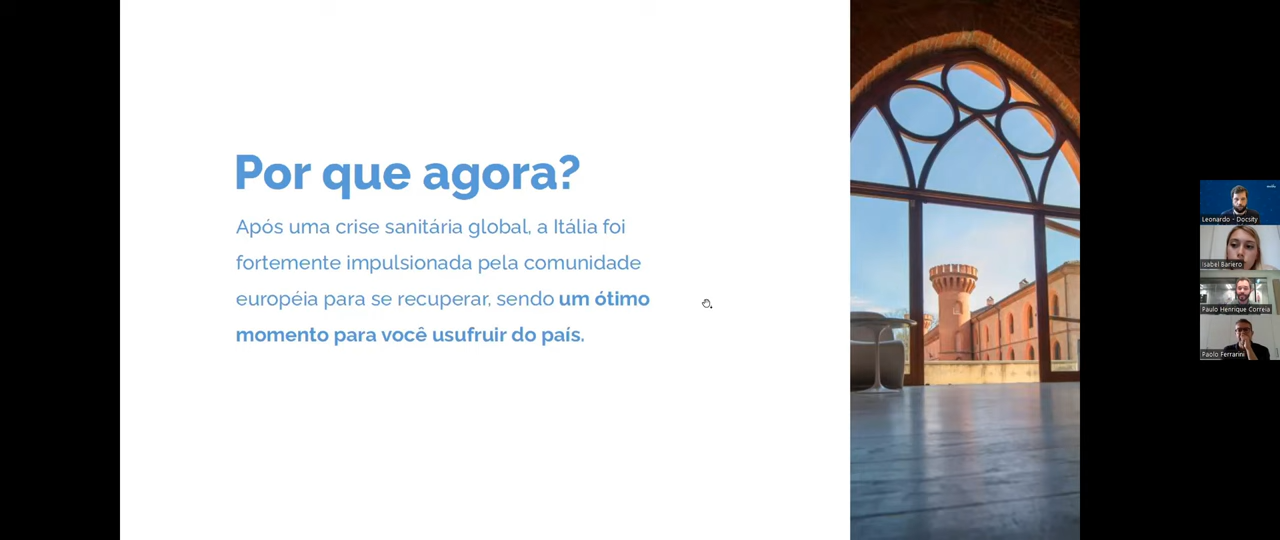 Por que agora?
Após uma crise sanitária global, a Itália foi
fortemente impulsionada pela comunidade
européia para se recuperar, sendo um ótimo
momento para você usufruir do país.
Leonardo - Docsity
Isabel Bariero
Paulo Henrique Correia
Paolo Ferrarini